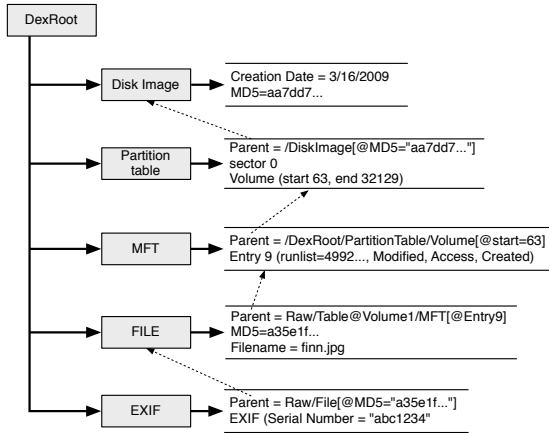 DexRoot
Disk Image
Creation Date = 3/16/2009
MD5=aa7dd7...
Partition
table
Parent = /DiskImage[@MD5="aa7dd7..."]
sector 0
Volume (start 63, end 32129)
MFT
Parent = /DexRoot/PartitionTable/Volume[@start=63]
Entry 9 (runlist=4992..., Modified, Access, Created)
FILE
Parent = Raw/Table@Volume1/MFT[@Entry9]
MD5=a35e1f...
Filename = finn.jpg
EXIF
Parent = Raw/File[@MD5="a35e1f..."]
EXIF (Serial Number = "abc1234"